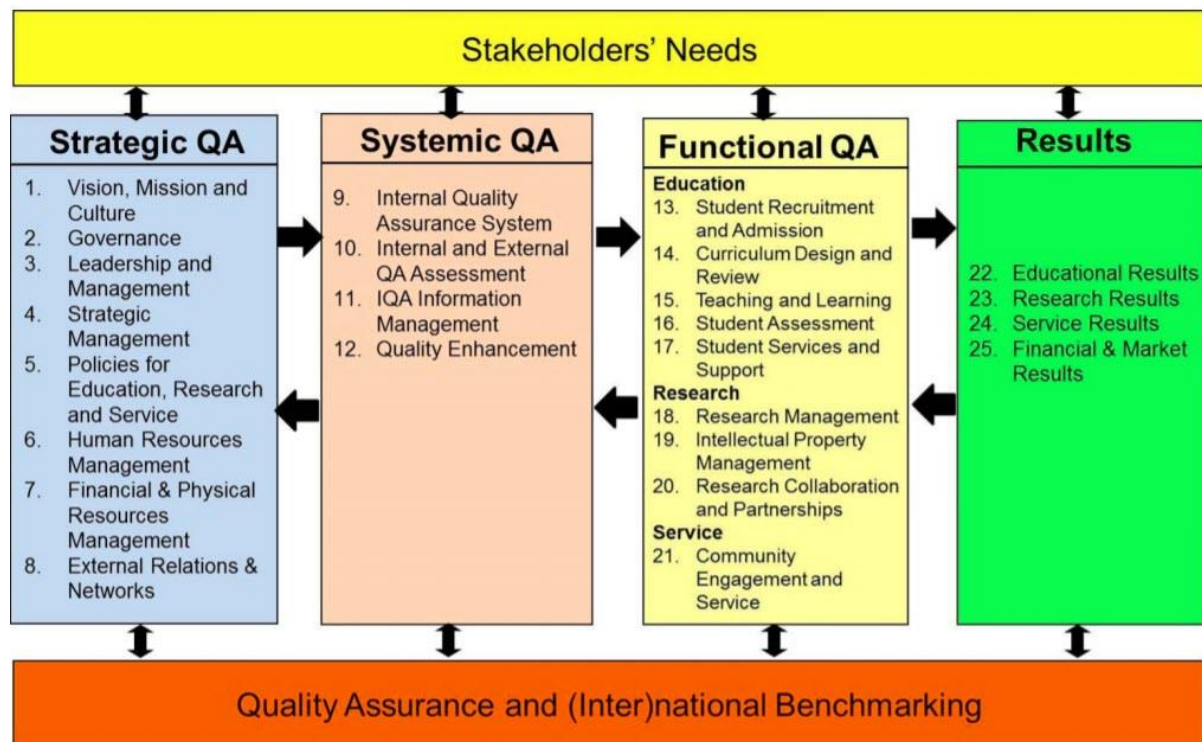 Stakeholders' Needs
Strategic QA
1. Vision, Mission and
Culture
2. Governance
3. Leadership and
Management
4. Strategic
Management
5. Policies for
Education, Research
and Service
6. Human Resources
Management
7. Financial & Physical
Resources
Management
8. External Relations &
Networks
Systemic QA
9. Internal Quality
Assurance System
10. Internal and External
QA Assessment
11. IQA Information
Management
12. Quality Enhancement
Functional QA
Education
13. Student Recruitment
and Admission
14. Curriculum Design and
Review
15. Teaching and Learning
16. Student Assessment
17. Student Services and
Support
Research
18. Research Management
19. Intellectual Property
Management
20. Research Collaboration
and Partnerships
Service
21. Community
Engagement and
Service
Results
22. Educational Results
23. Research Results
24. Service Results
25. Financial & Market
Results
Quality Assurance and (Inter)national Benchmarking